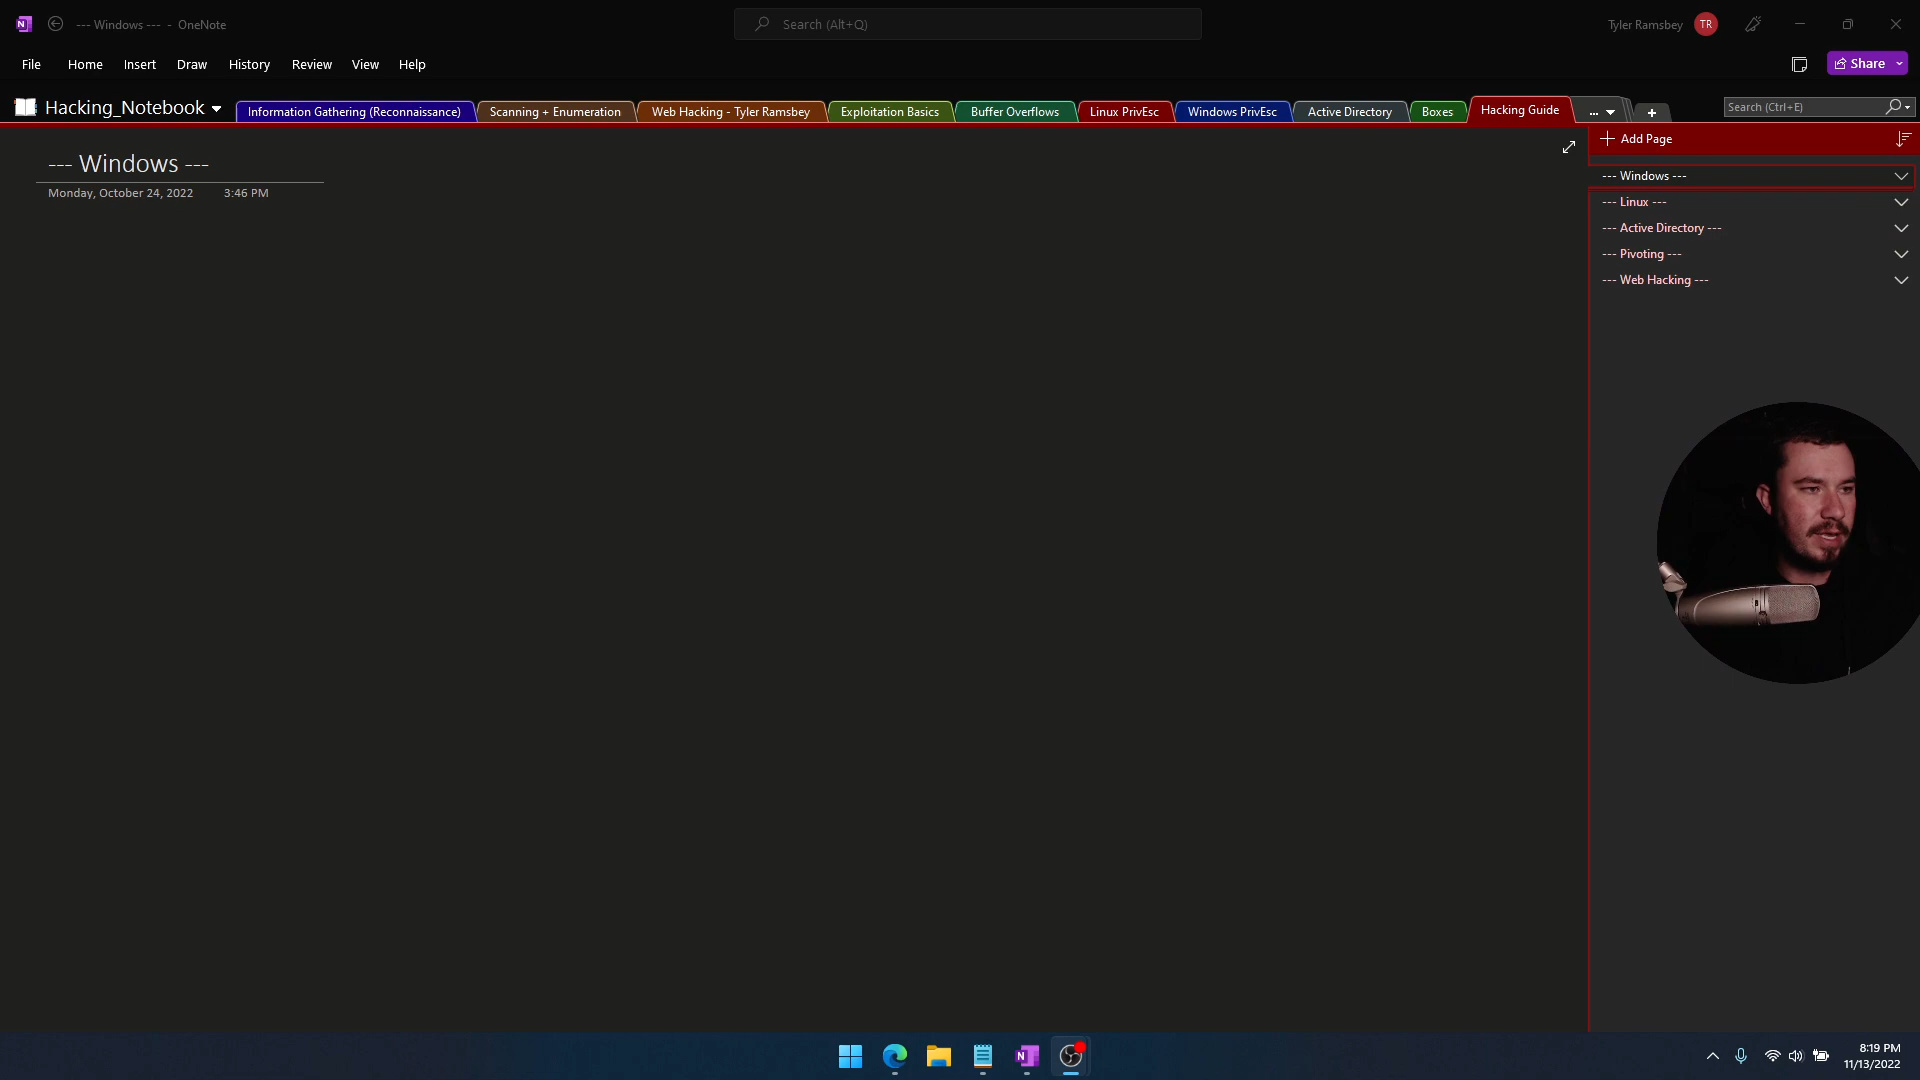 --- Windows --- - OneNote
Search (Alt+Q)
Tyler Ramsbey
TR
File
Home
Insert
Draw
History
Review
View
Help
Share
Hacking_Notebook
Information Gathering (Reconnaissance)
Scanning + Enumeration
Web Hacking - Tyler Ramsbey
Exploitation Basics
Buffer Overflows
Linux PrivEsc
Windows PrivEsc
Active Directory
Boxes
Hacking Guide
...
Search (Ctrl+E)
--- Windows ---
Monday, October 24, 2022 3:46 PM
Add Page
--- Windows ---
--- Linux ---
--- Active Directory ---
--- Pivoting ---
--- Web Hacking ---
8:19 PM
11/13/2022